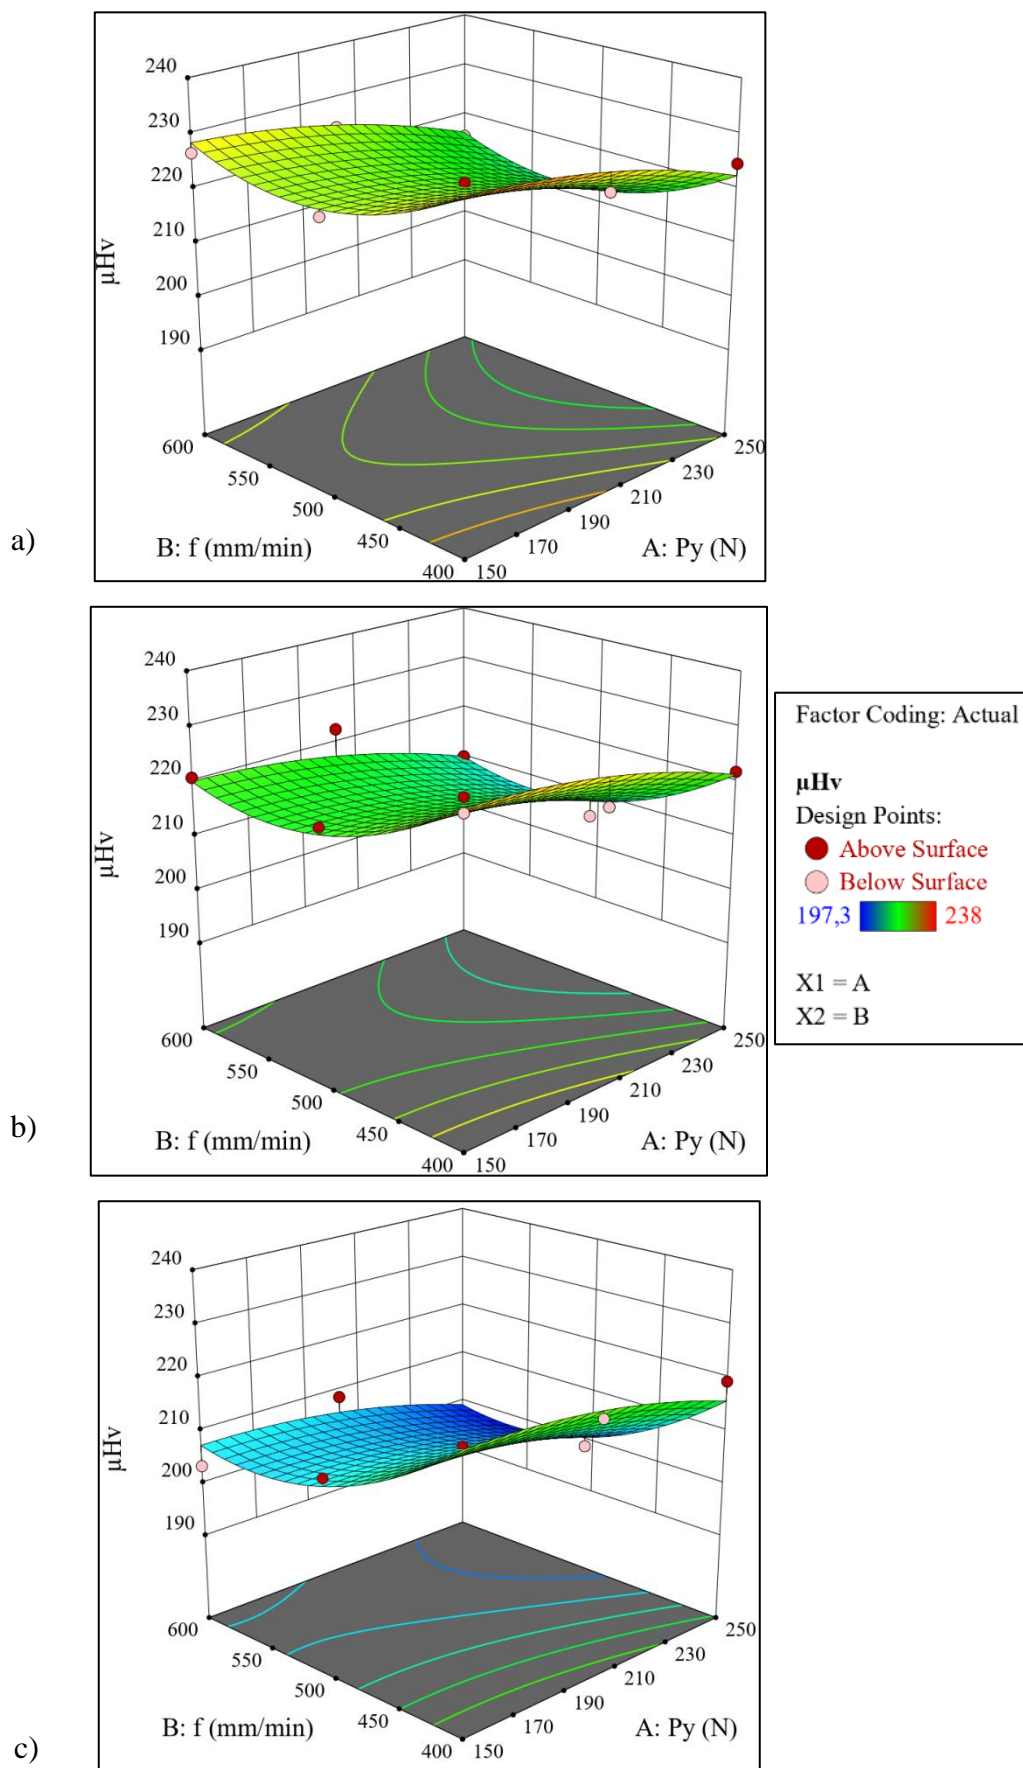 a)
240
230
220
210
200
190
µHv
600
550
500
450
400
B: f (mm/min)
150
170
190
210
230
250
A: Py (N)
b)
240
230
220
210
200
190
µHv
600
550
500
450
400
B: f (mm/min)
150
170
190
210
230
250
A: Py (N)
Factor Coding: Actual
µHv
Design Points:
Above Surface
Below Surface
197,3 238
X1 = A
X2 = B
c)
240
230
220
210
200
190
µHv
600
550
500
450
400
B: f (mm/min)
150
170
190
210
230
250
A: Py (N)